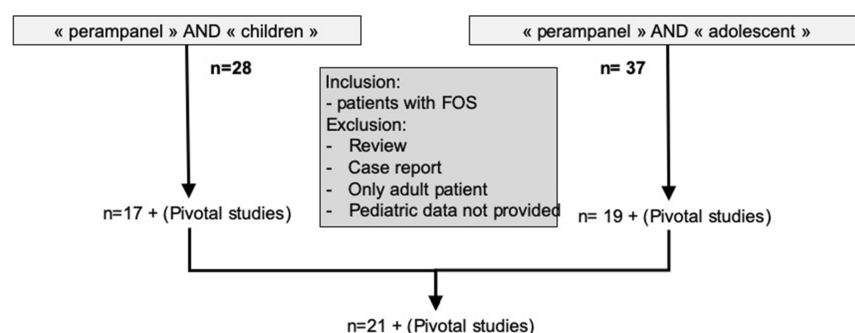 « perampanel » AND « children »
« perampanel » AND « adolescent »
n=28
n= 37
Inclusion:
- patients with FOS
Exclusion:
- Review
- Case report
- Only adult patient
- Pediatric data not provided
n=17 + (Pivotal studies)
n= 19 + (Pivotal studies)
n=21 + (Pivotal studies)